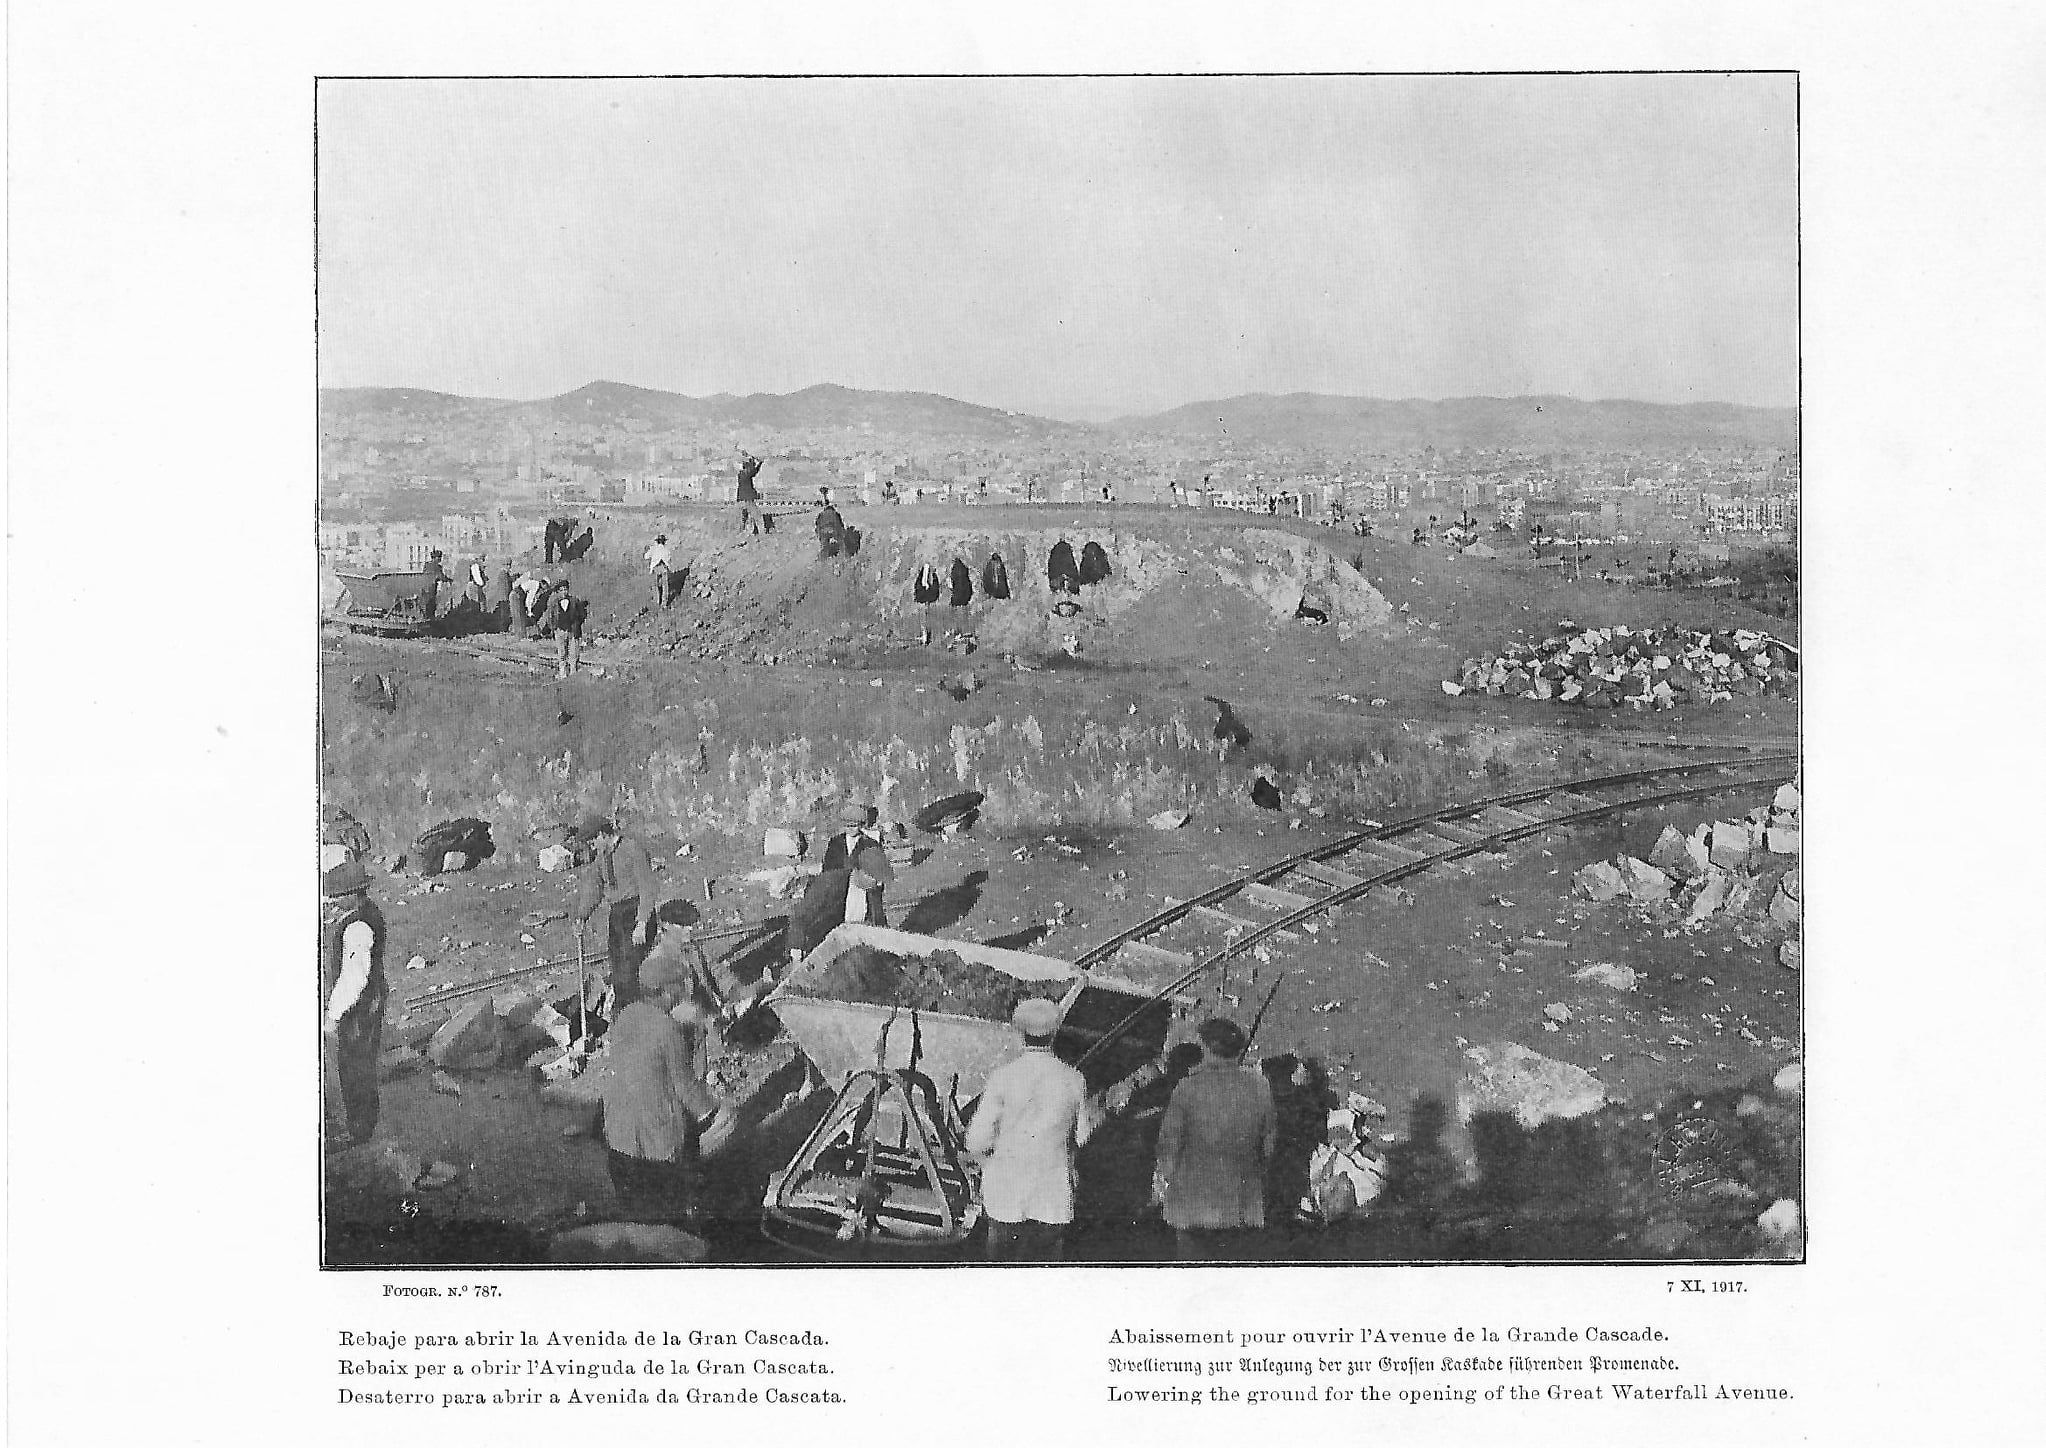 Fotogr. n.º 787.
7 XI, 1917.
Rebaje para abrir la Avenida de la Gran Cascada.
Rebaix per a obrir l'Avinguda de la Gran Cascata.
Desaterro para abrir a Avenida da Grande Cascata.
Abaissement pour ouvrir l'Avenue de la Grande Cascade.
Nivellierung zur Anlegung der zur Grossen Kaskade führenden Promenade.
Lowering the ground for the opening of the Great Waterfall Avenue.